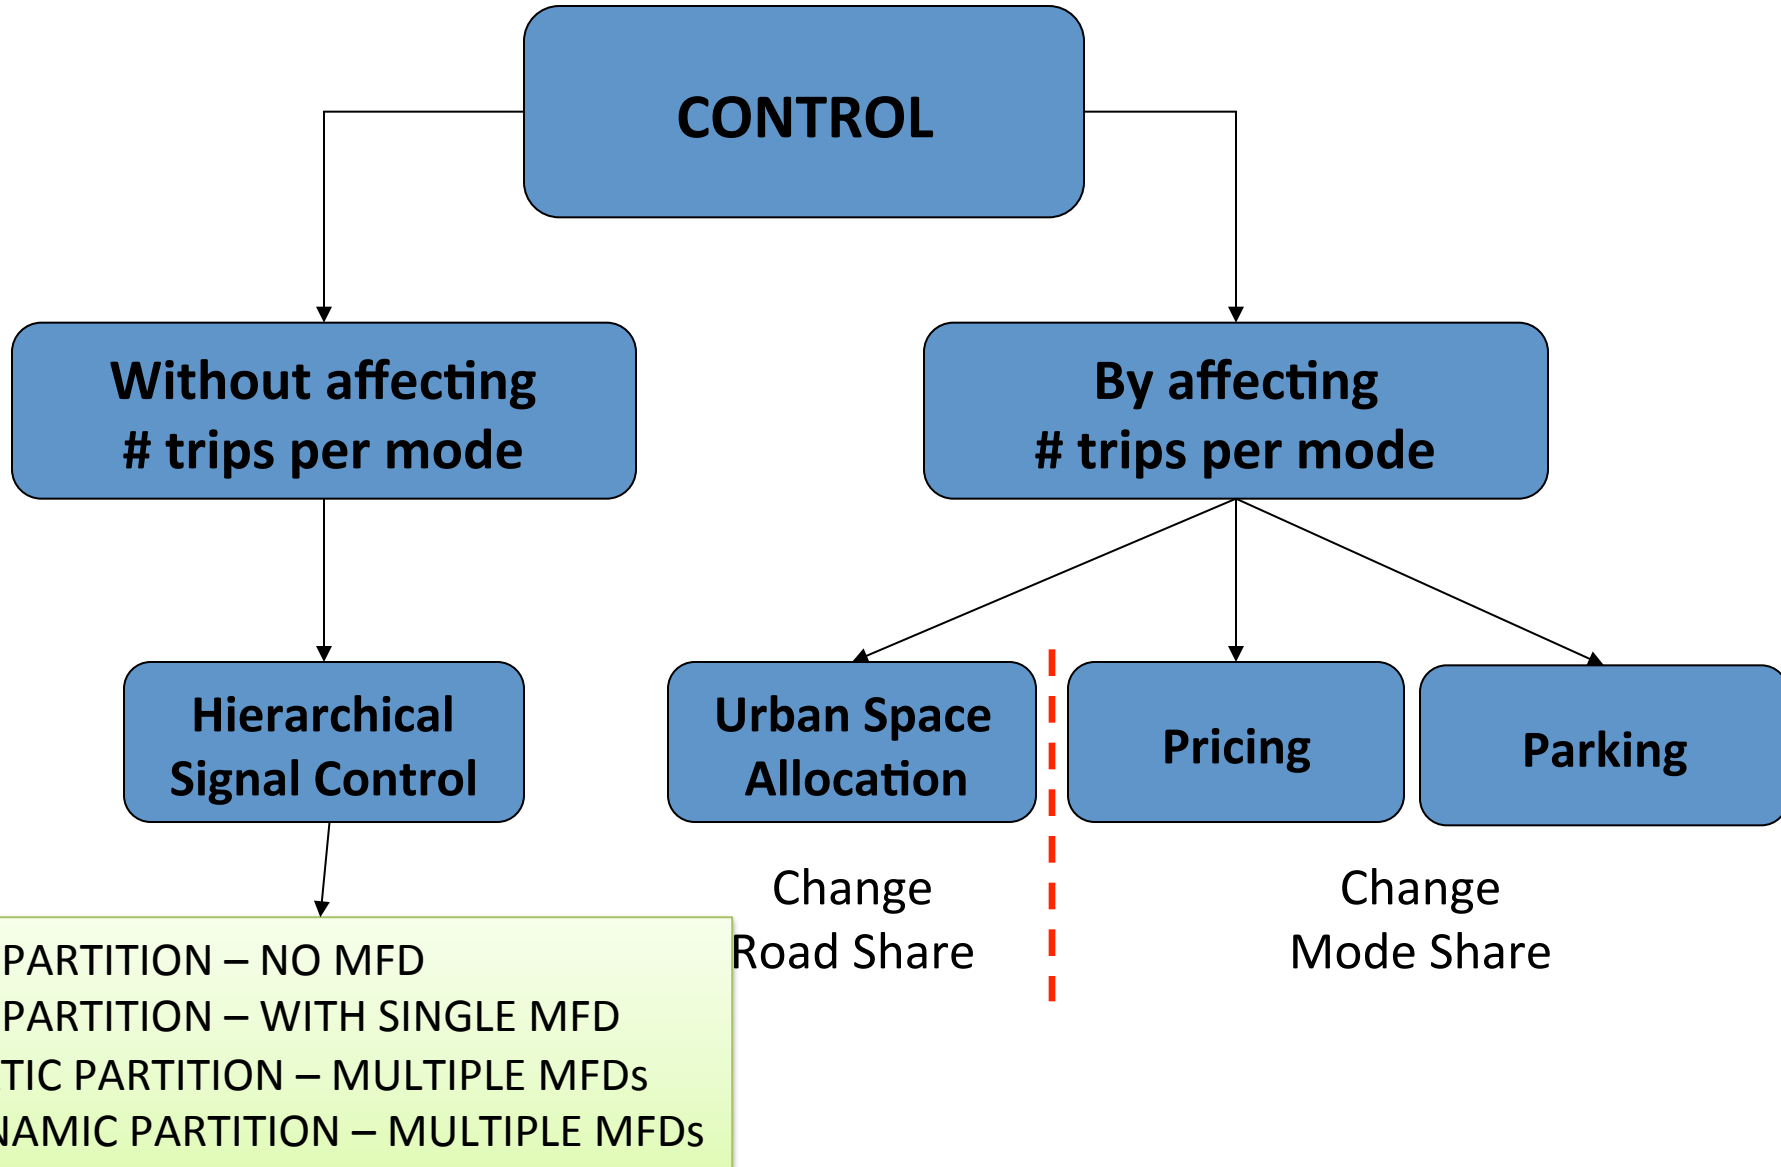 CONTROL
Without affecting
# trips per mode
By affecting
# trips per mode
Hierarchical
Signal Control
Urban Space
Allocation
Pricing
Parking
Change
Road Share
Change
Mode Share
PARTITION – NO MFD
PARTITION – WITH SINGLE MFD
TIC PARTITION – MULTIPLE MFDs
NAMIC PARTITION – MULTIPLE MFDs